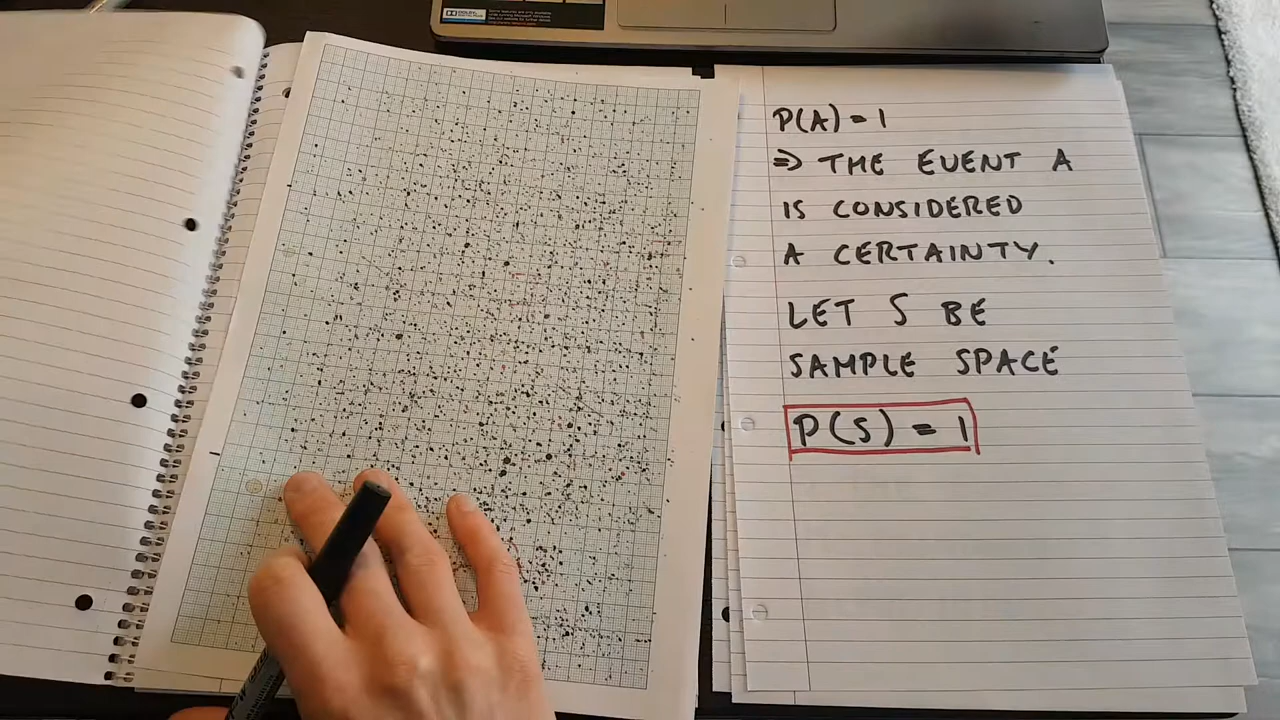 P(A) = 1
⇒ THE EVENT A
IS CONSIDERED
A CERTAINTY.
LET S BE
SAMPLE SPACE
P(S) = 1